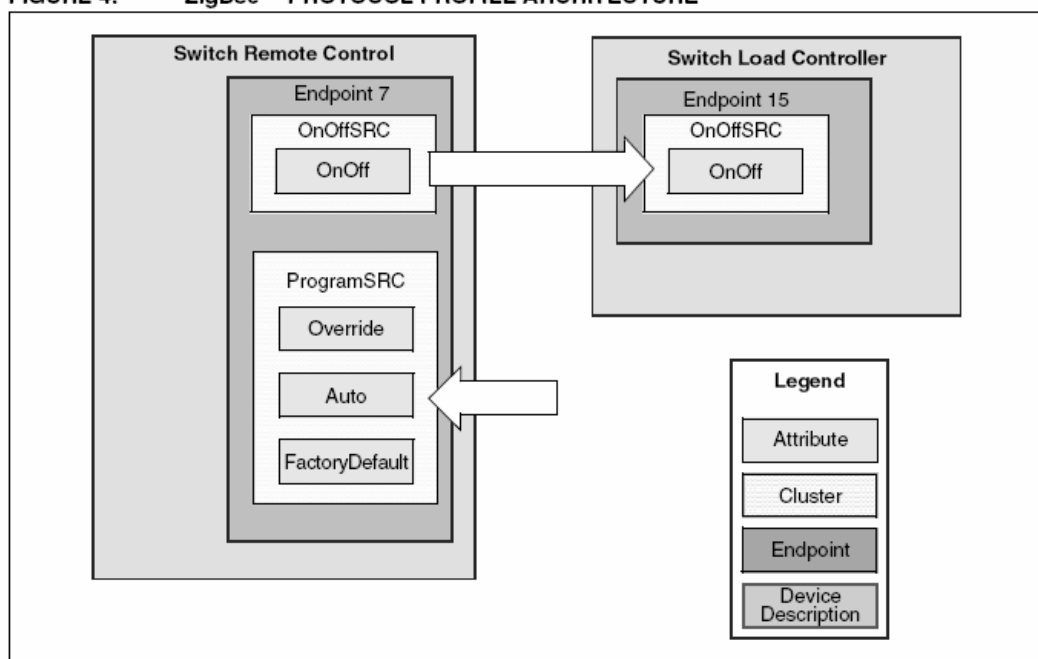 Switch Remote Control
Endpoint 7
OnOffSRC
OnOff
ProgramSRC
Override
Auto
FactoryDefault
Switch Load Controller
Endpoint 15
OnOffSRC
OnOff
Legend
Attribute
Cluster
Endpoint
Device
Description